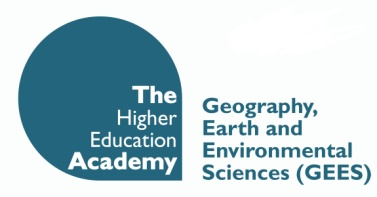 The
Higher
Education
Academy
Geography,
Earth and
Environmental
Sciences (GEES)